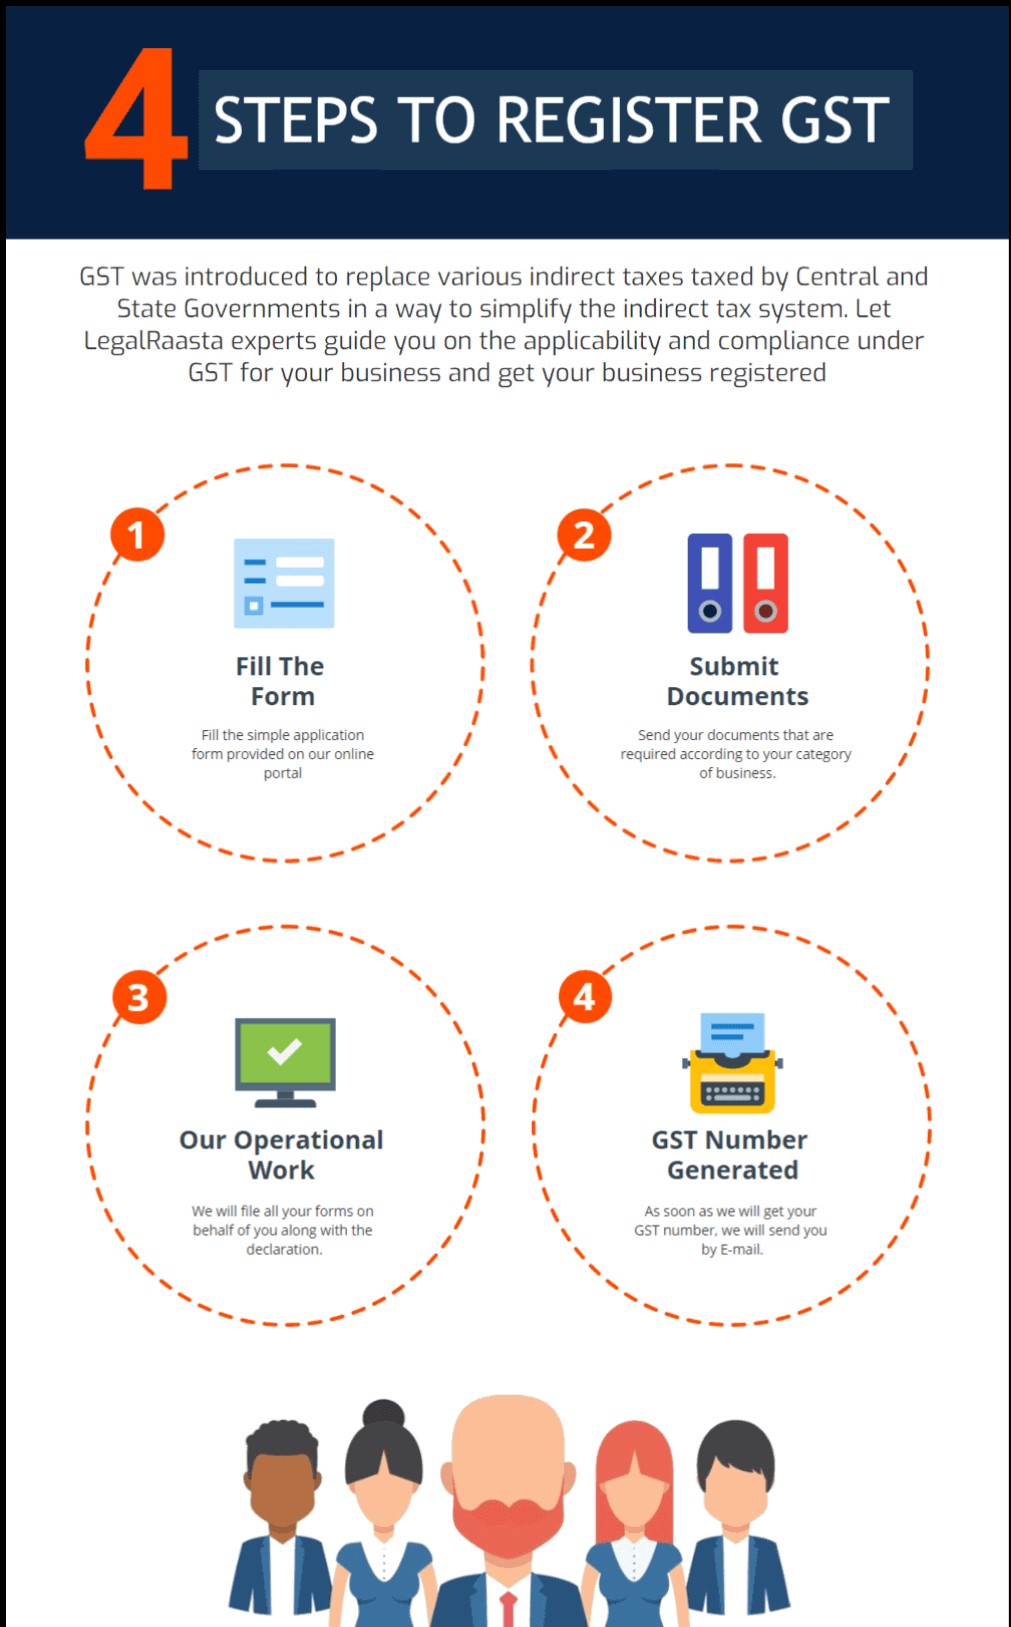 4 STEPS TO REGISTER GST
GST was introduced to replace various indirect taxes taxed by Central and
State Governments in a way to simplify the indirect tax system. Let
LegalRaasta experts guide you on the applicability and compliance under
GST for your business and get your business registered
1
Fill The
Form
Fill the simple application
form provided on our online
portal
2
Submit
Documents
Send your documents that are
required according to your category
of business.
3
Our Operational
Work
We will file all your forms on
behalf of you along with the
declaration.
4
GST Number
Generated
As soon as we will get your
GST number, we will send you
by E-mail.